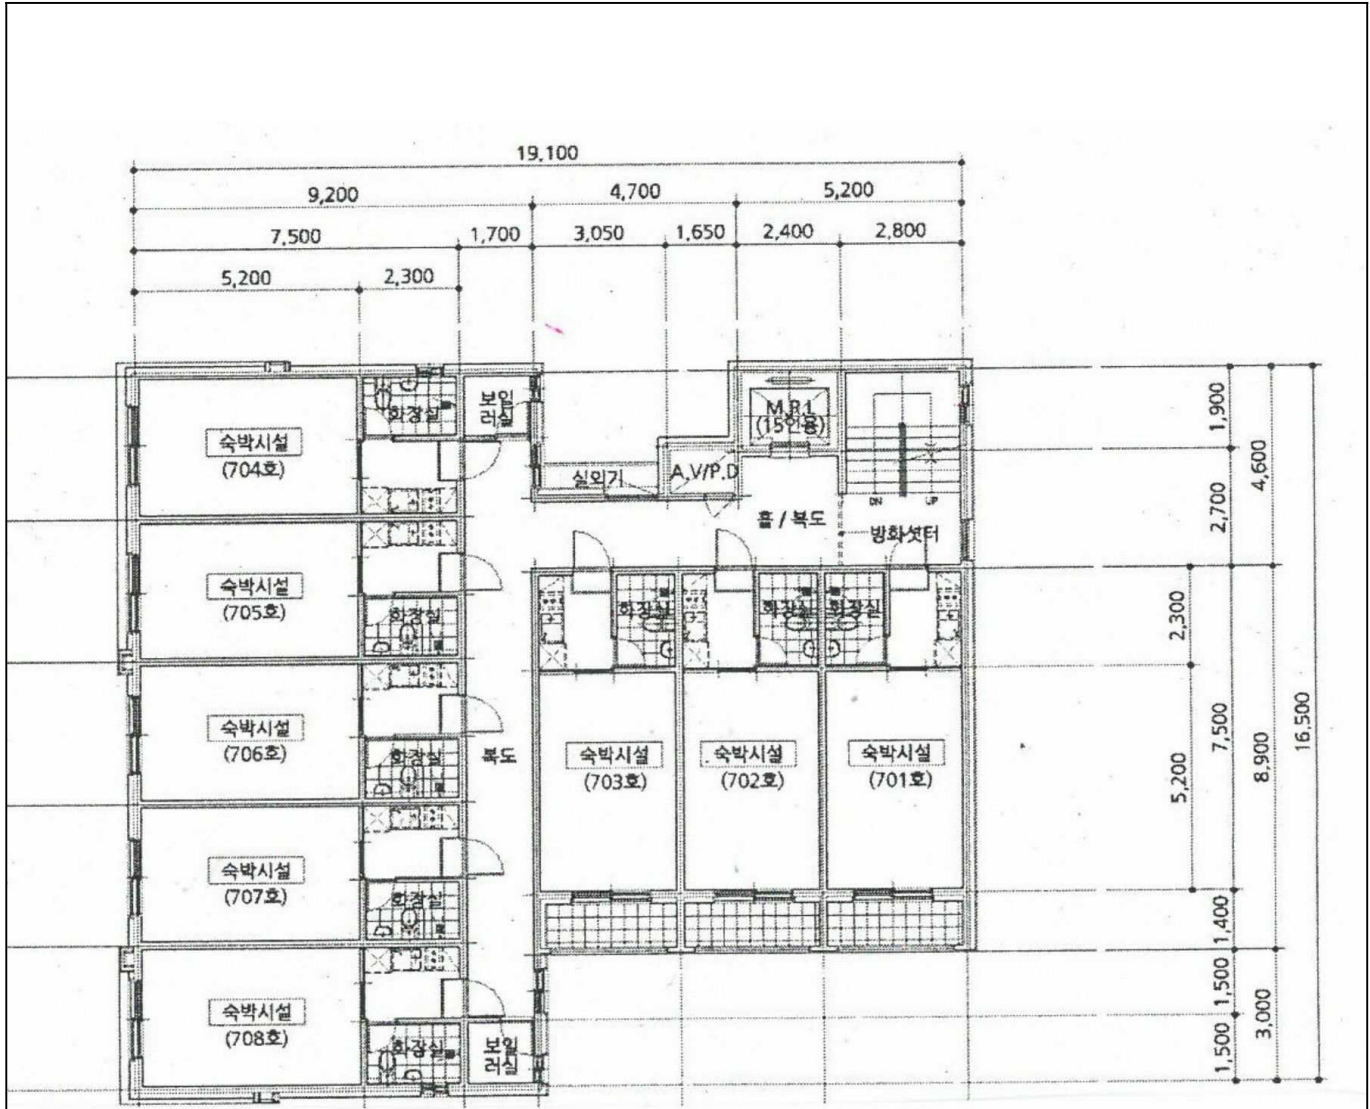 19,100
9,200
4,700
5,200
7,500
1,700
3,050
1,650
2,400
2,800
5,200
2,300
숙박시설
(704호)
화장실
보일
러실
M.R.L
(15인용)
실외기
A.V/P.D
홀 / 복도
DN
UP
방화셧터
숙박시설
(705호)
화장실
화장실
화장실
화장실
숙박시설
(706호)
화장실
복도
숙박시설
(703호)
숙박시설
(702호)
숙박시설
(701호)
숙박시설
(707호)
화장실
숙박시설
(708호)
화장실
보일
러실
1,900
2,700
4,600
2,300
5,200
7,500
8,900
16,500
1,400
1,500
1,500
3,000